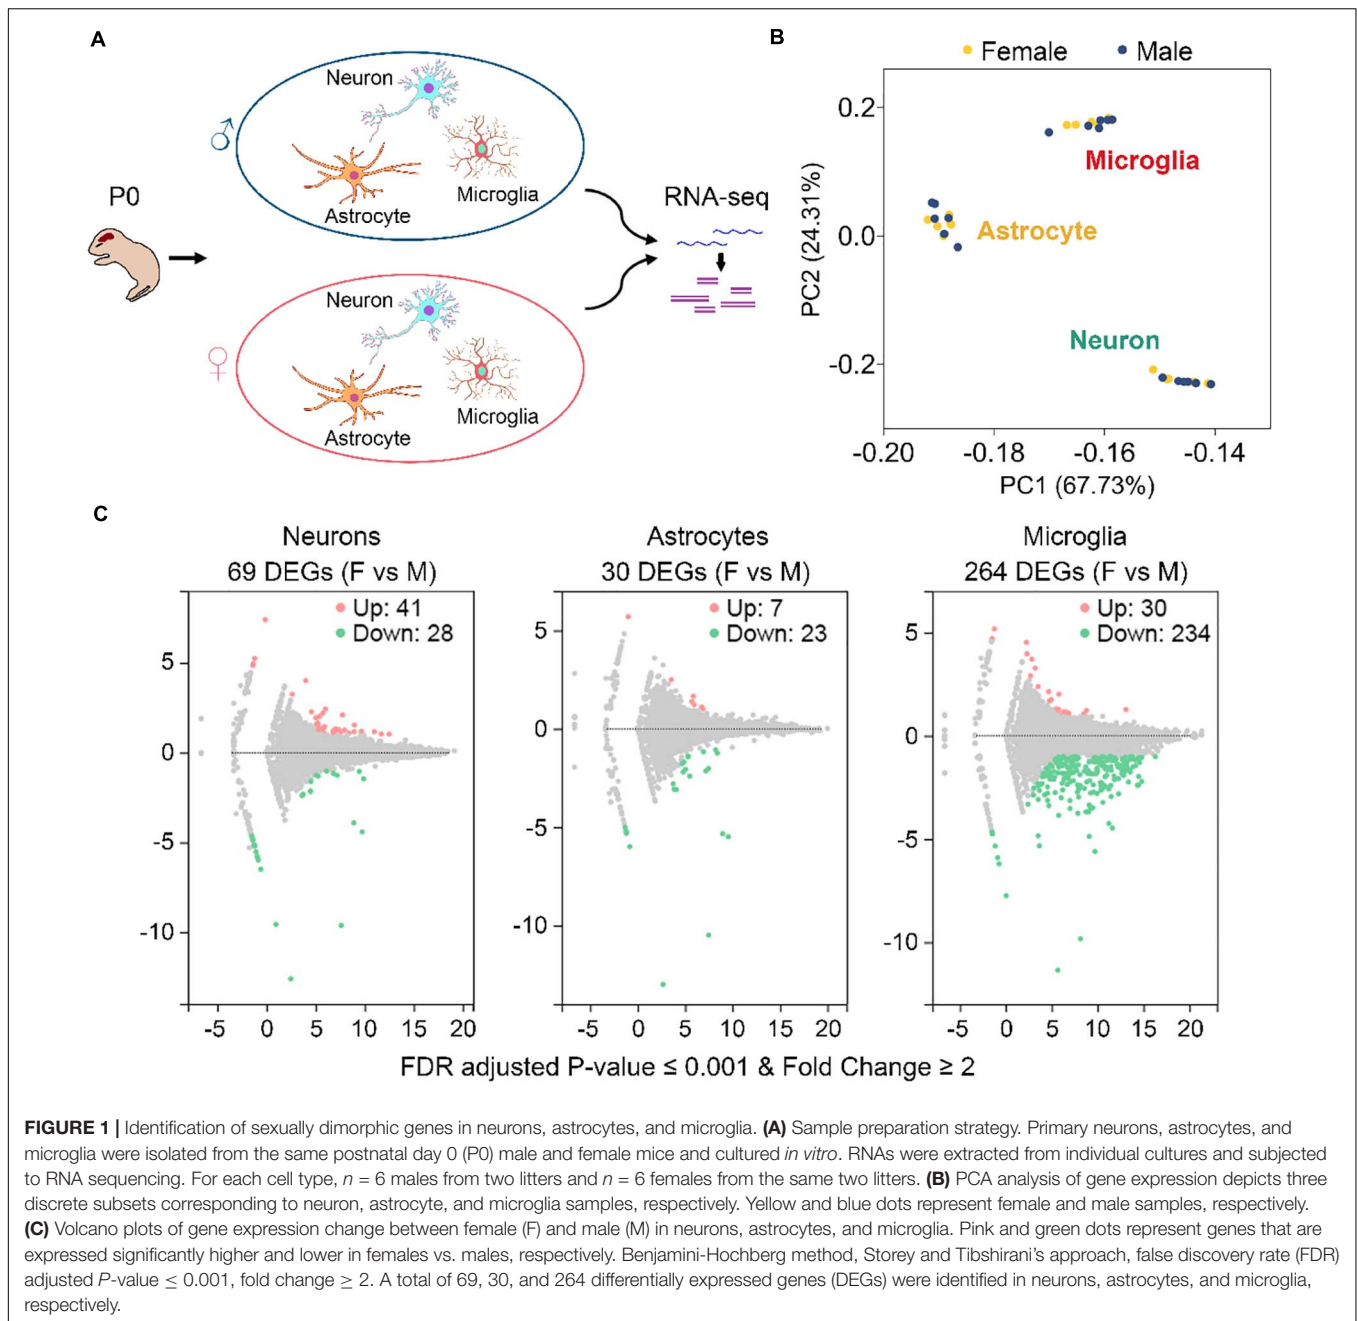 A
P0
♂
Neuron
Astrocyte
Microglia
♀
Neuron
Astrocyte
Microglia
RNA-seq
B
Female
Male
PC2 (24.31%)
0.2
0.0
-0.2
Microglia
Astrocyte
Neuron
-0.20 -0.18 -0.16 -0.14
PC1 (67.73%)
C
Neurons
69 DEGs (F vs M)
Up: 41
Down: 28
5
0
-5
-10
-5 0 5 10 15 20
Astrocytes
30 DEGs (F vs M)
Up: 7
Down: 23
5
0
-5
-10
-5 0 5 10 15 20
Microglia
264 DEGs (F vs M)
Up: 30
Down: 234
5
0
-5
-10
-5 0 5 10 15 20
FDR adjusted P-value ≤ 0.001 & Fold Change ≥ 2
FIGURE 1 | Identification of sexually dimorphic genes in neurons, astrocytes, and microglia. (A) Sample preparation strategy. Primary neurons, astrocytes, and
microglia were isolated from the same postnatal day 0 (P0) male and female mice and cultured in vitro. RNAs were extracted from individual cultures and subjected
to RNA sequencing. For each cell type, n = 6 males from two litters and n = 6 females from the same two litters. (B) PCA analysis of gene expression depicts three
discrete subsets corresponding to neuron, astrocyte, and microglia samples, respectively. Yellow and blue dots represent female and male samples, respectively.
(C) Volcano plots of gene expression change between female (F) and male (M) in neurons, astrocytes, and microglia. Pink and green dots represent genes that are
expressed significantly higher and lower in females vs. males, respectively. Benjamini-Hochberg method, Storey and Tibshirani's approach, false discovery rate (FDR)
adjusted P-value ≤ 0.001, fold change ≥ 2. A total of 69, 30, and 264 differentially expressed genes (DEGs) were identified in neurons, astrocytes, and microglia,
respectively.